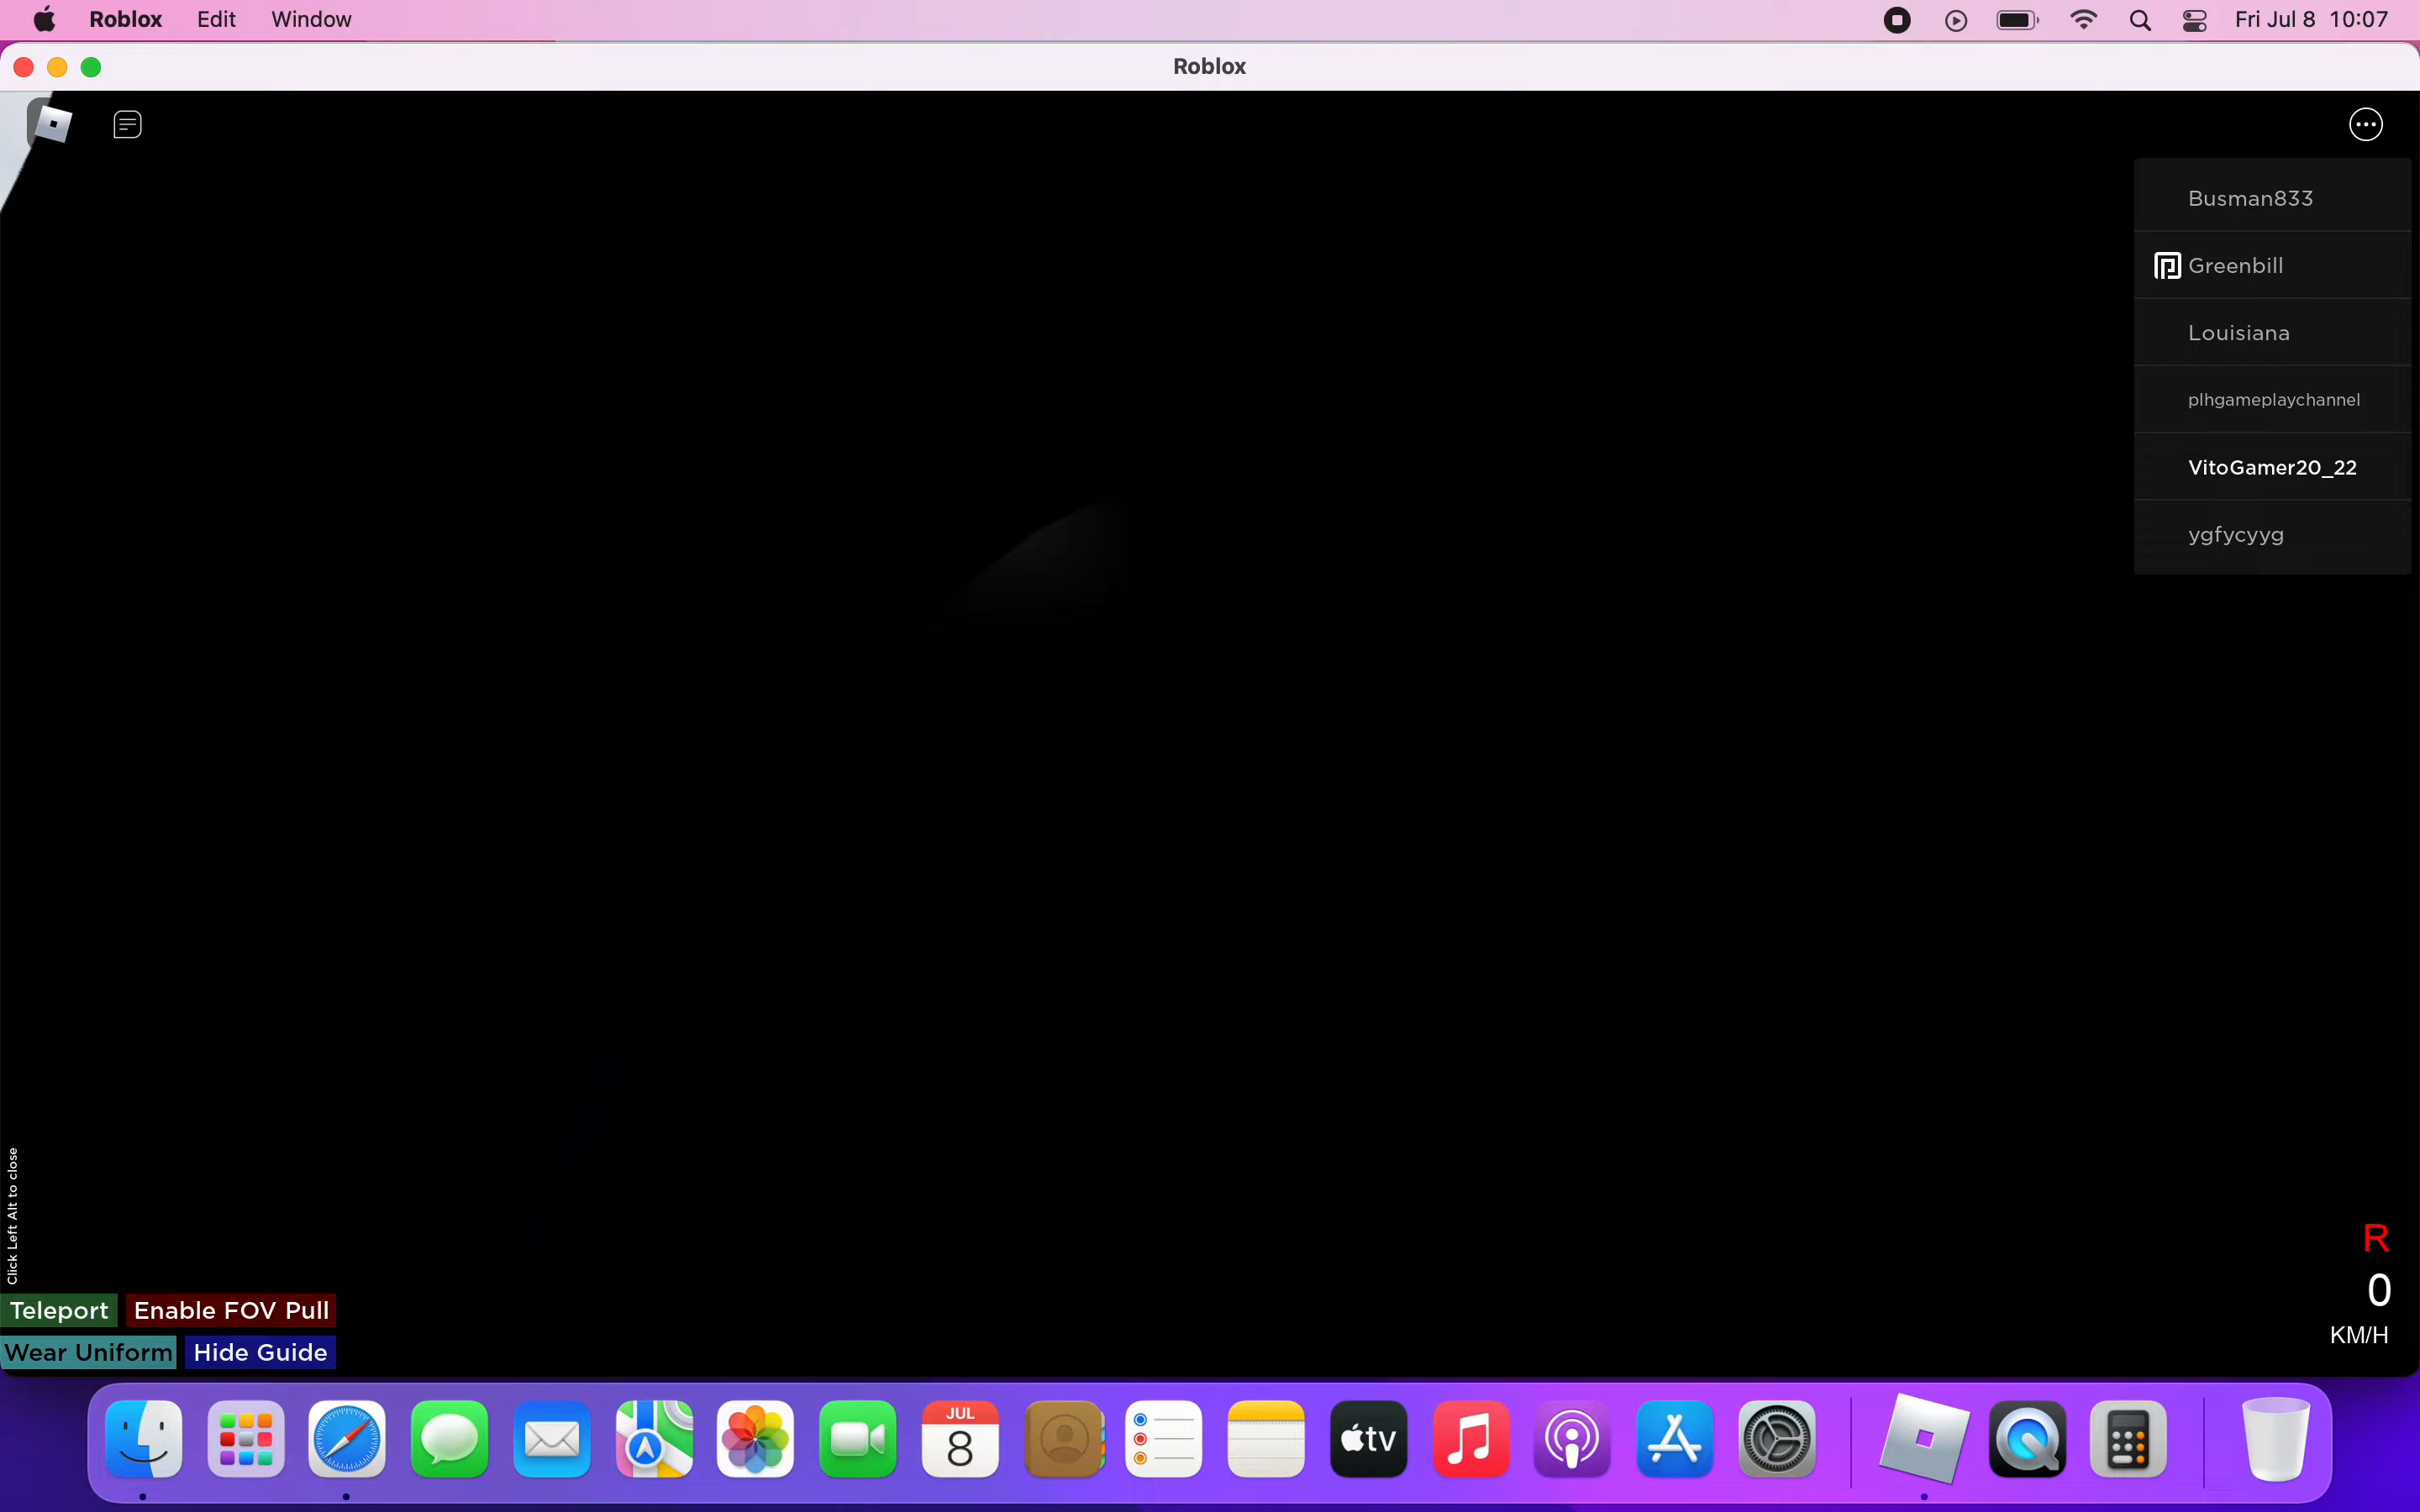 Roblox Edit Window Fri Jul 8 10:07
Roblox
Busman833
Greenbill
Louisiana
plhgameplaychannel
VitoGamer20_22
ygfycyyg
Click Left Alt to close
R
0
KM/H
Teleport Enable FOV Pull
Wear Uniform Hide Guide
JUL
8
tv